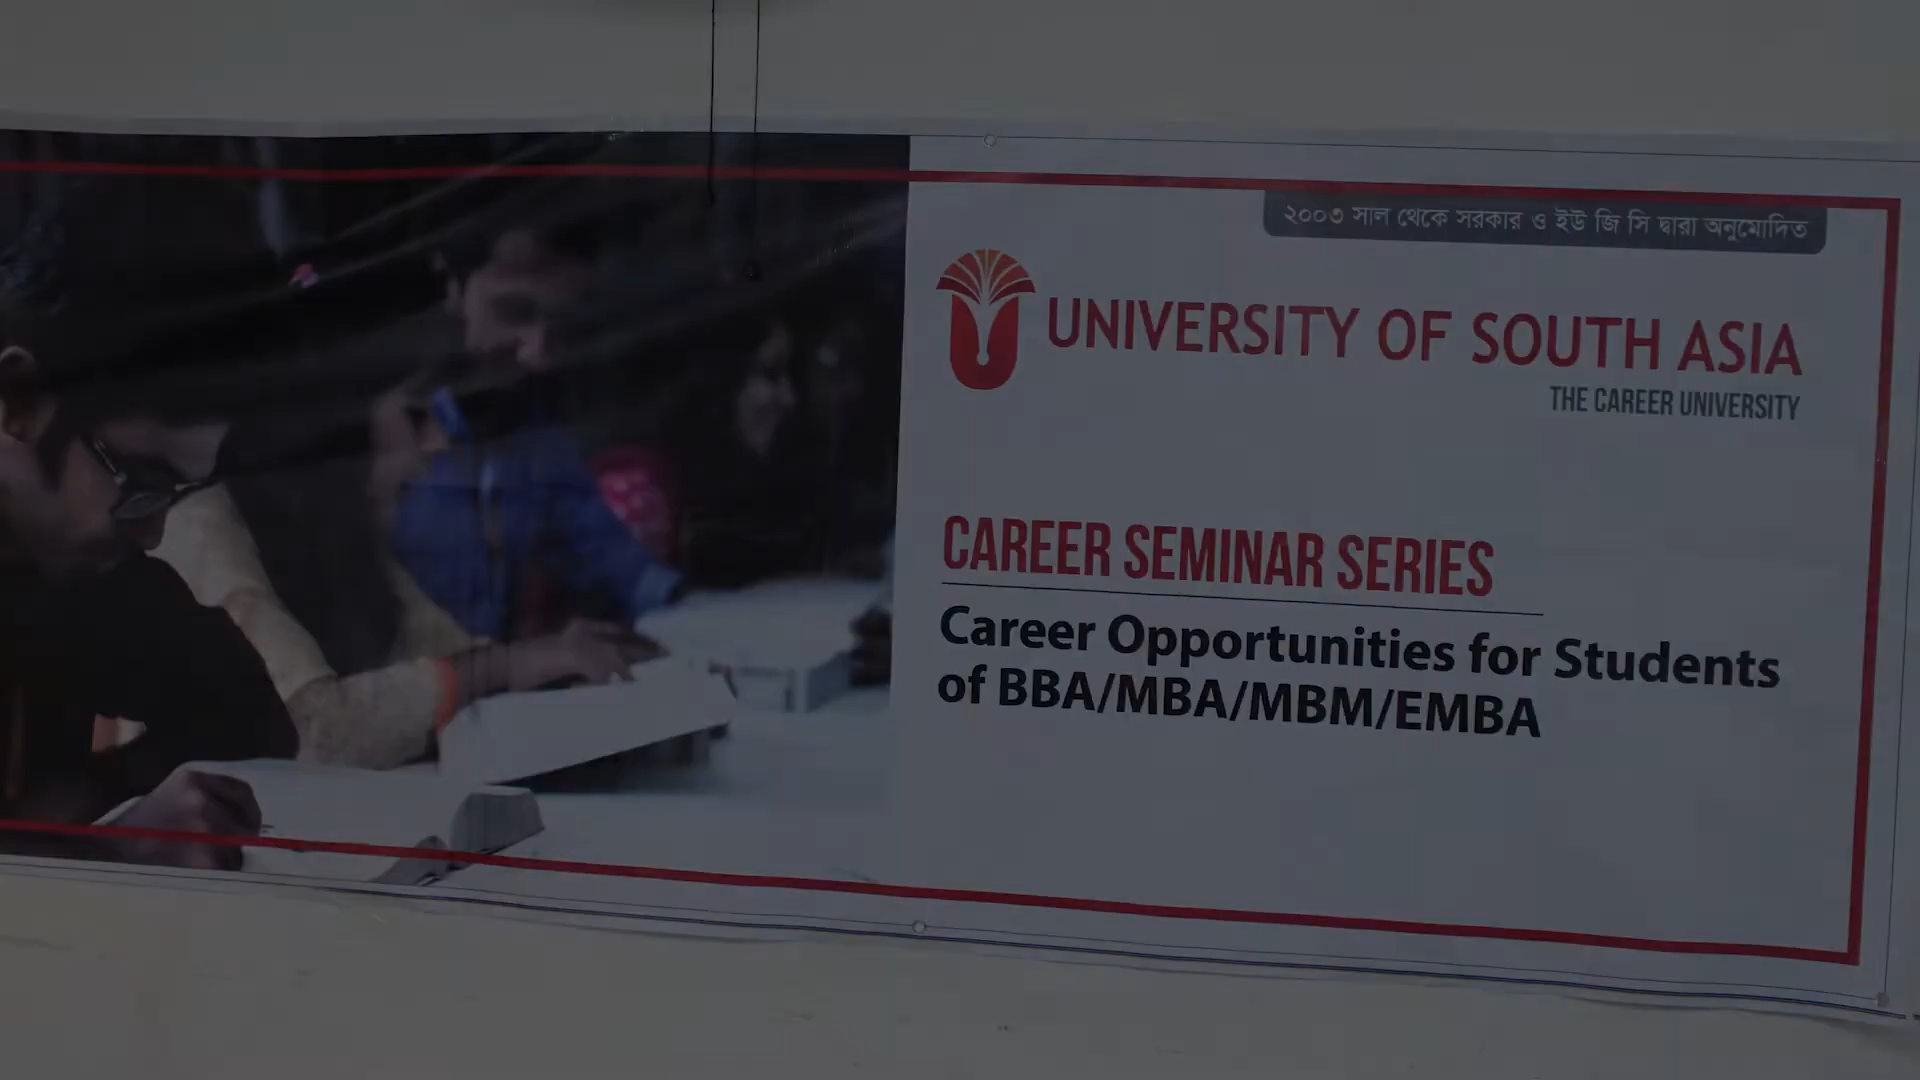 ২০০৩ সাল থেকে সরকার ও ইউ জি সি দ্বারা অনুমোদিত
UNIVERSITY OF SOUTH ASIA
THE CAREER UNIVERSITY
CAREER SEMINAR SERIES
Career Opportunities for Students
of BBA/MBA/MBM/EMBA